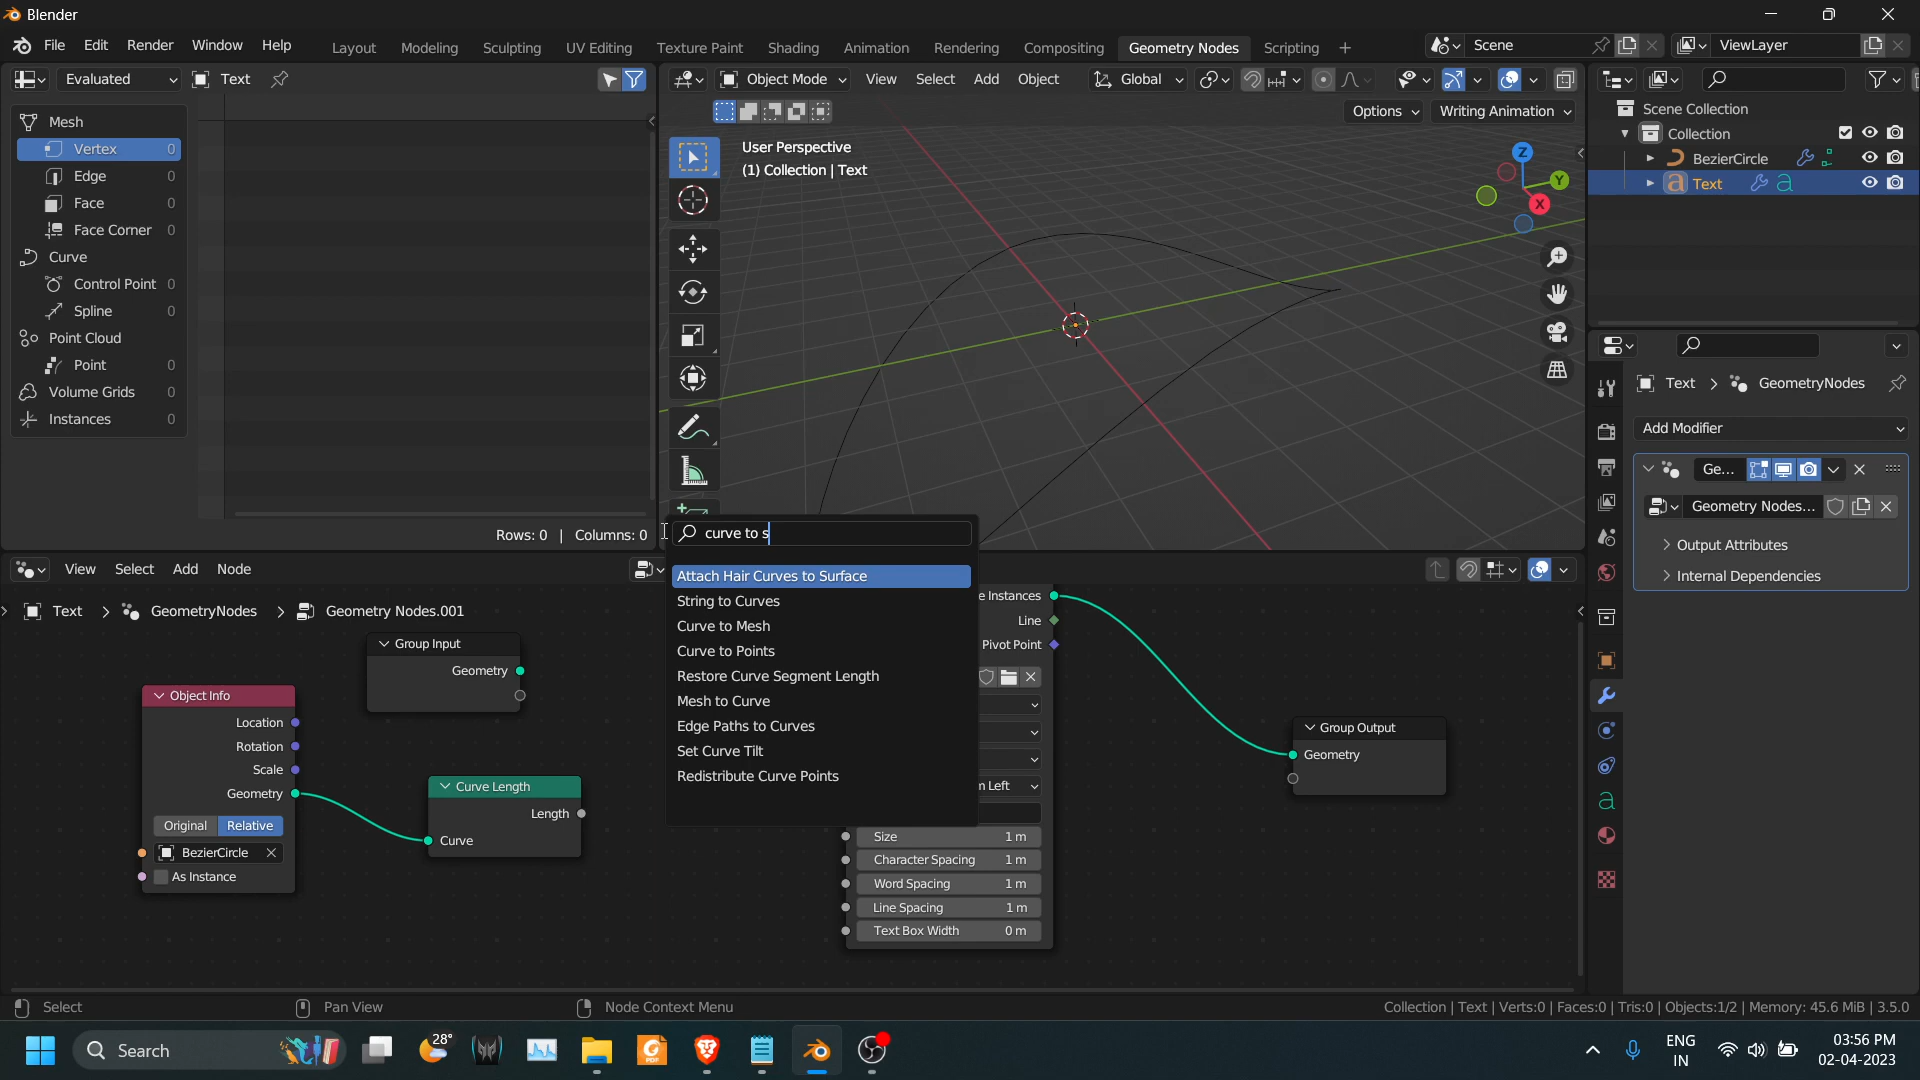 Blender
File Edit Render Window Help Layout Modeling Sculpting UV Editing Texture Paint Shading Animation Rendering Compositing Geometry Nodes Scripting + Scene ViewLayer
Evaluated Text
Object Mode View Select Add Object Global
Options Writing Animation
Mesh
Vertex 0
Edge 0
Face 0
Face Corner 0
Curve
Control Point 0
Spline 0
Point Cloud
Point 0
Volume Grids 0
Instances 0
Rows: 0 | Columns: 0
User Perspective
(1) Collection | Text
Z
Y
X
Scene Collection
Collection
BezierCircle
Text
Text > GeometryNodes
Add Modifier
Ge...
Geometry Nodes...
Output Attributes
Internal Dependencies
View Select Add Node
Text > GeometryNodes > Geometry Nodes.001
curve to s
Attach Hair Curves to Surface
String to Curves
Curve to Mesh
Curve to Points
Restore Curve Segment Length
Mesh to Curve
Edge Paths to Curves
Set Curve Tilt
Redistribute Curve Points
Group Input
Geometry
Object Info
Location
Rotation
Scale
Geometry
Original Relative
BezierCircle
As Instance
Curve Length
Length
Curve
e Instances
Line
Pivot Point
m Left
Size 1 m
Character Spacing 1 m
Word Spacing 1 m
Line Spacing 1 m
Text Box Width 0 m
Group Output
Geometry
Select Pan View Node Context Menu Collection | Text | Verts:0 | Faces:0 | Tris:0 | Objects:1/2 | Memory: 45.6 MiB | 3.5.0
Search
28°
PDF
ENG
IN
03:56 PM
02-04-2023